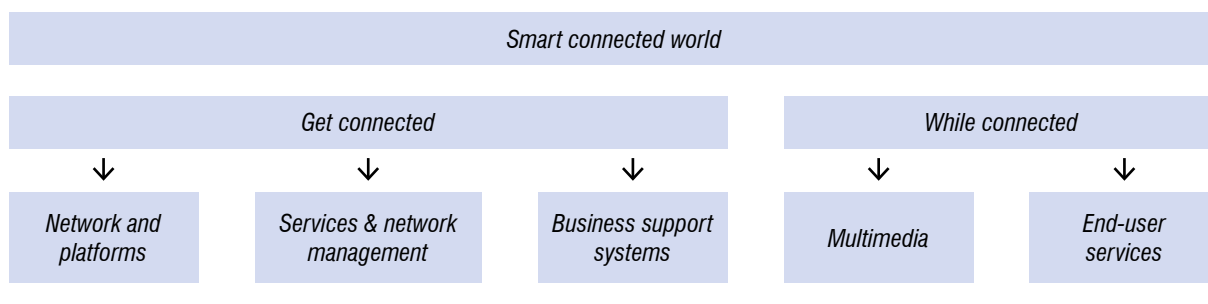 Smart connected world
Get connected
While connected
Network and
platforms
Services & network
management
Business support
systems
Multimedia
End-user
services